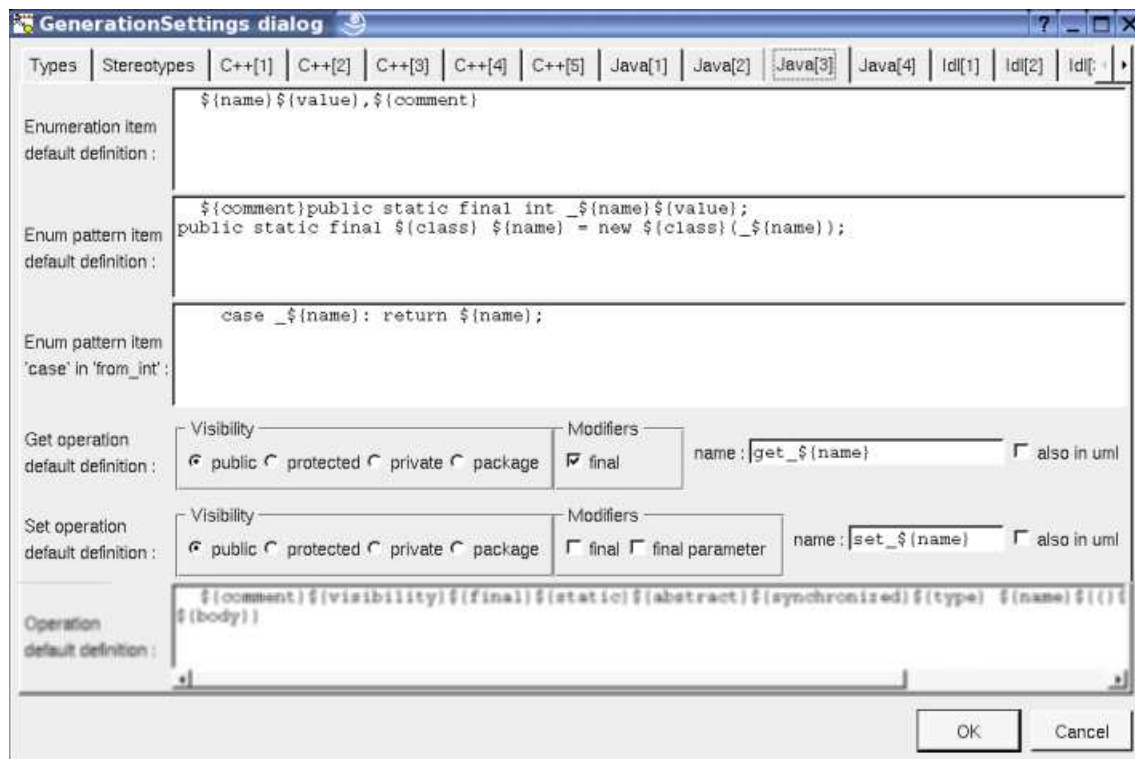 GenerationSettings dialog
Types Stereotypes C++[1] C++[2] C++[3] C++[4] C++[5] Java[1] Java[2] Java[3] Java[4] Idl[1] Idl[2] Idl[
${name}${value},${comment}
Enumeration item
default definition :
${comment}public static final int _${name}${value};
public static final ${class} ${name} = new ${class}(_${name});
Enum pattern item
default definition :
case _${name}: return ${name};
Enum pattern item
'case' in 'from_int' :
Get operation
default definition :
Visibility
public protected private package
Modifiers
final
name : get_${name}
also in uml
Set operation
default definition :
Visibility
public protected private package
Modifiers
final final parameter
name : set_${name}
also in uml
Operation
default definition :
${comment}${visibility}${final}${static}${abstract}${synchronized}${type} ${name}${(}$
${body}}
OK Cancel